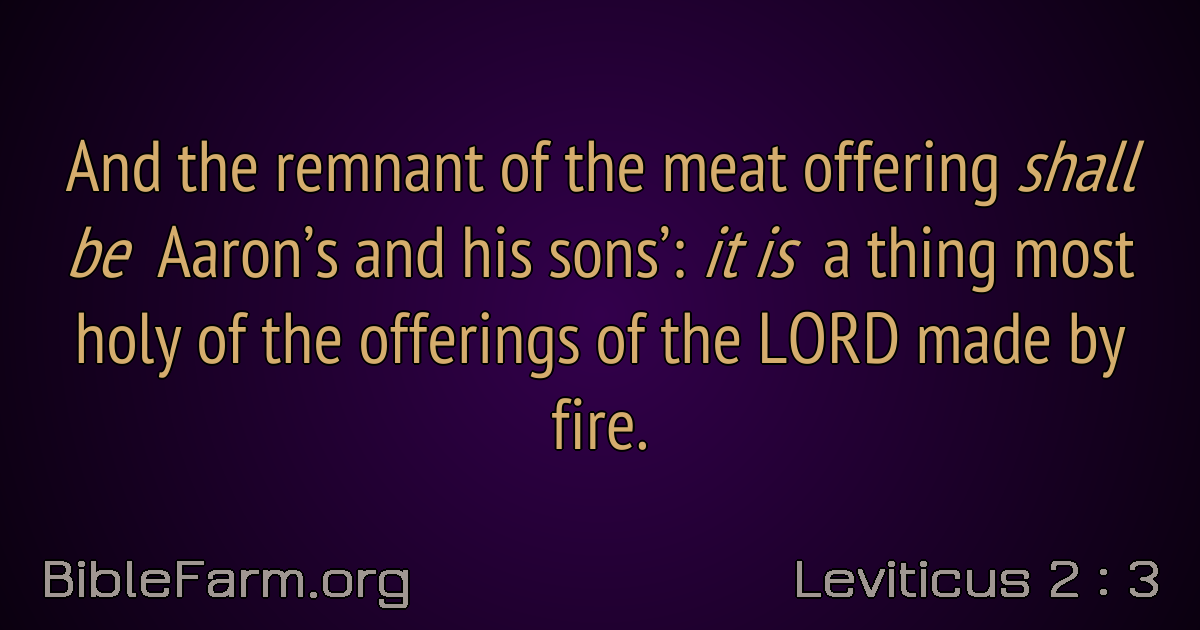 And the remnant of the meat offering shall
be Aaron’s and his sons’: it is a thing most
holy of the offerings of the LORD made by
fire.
BibleFarm.org
Leviticus 2 : 3